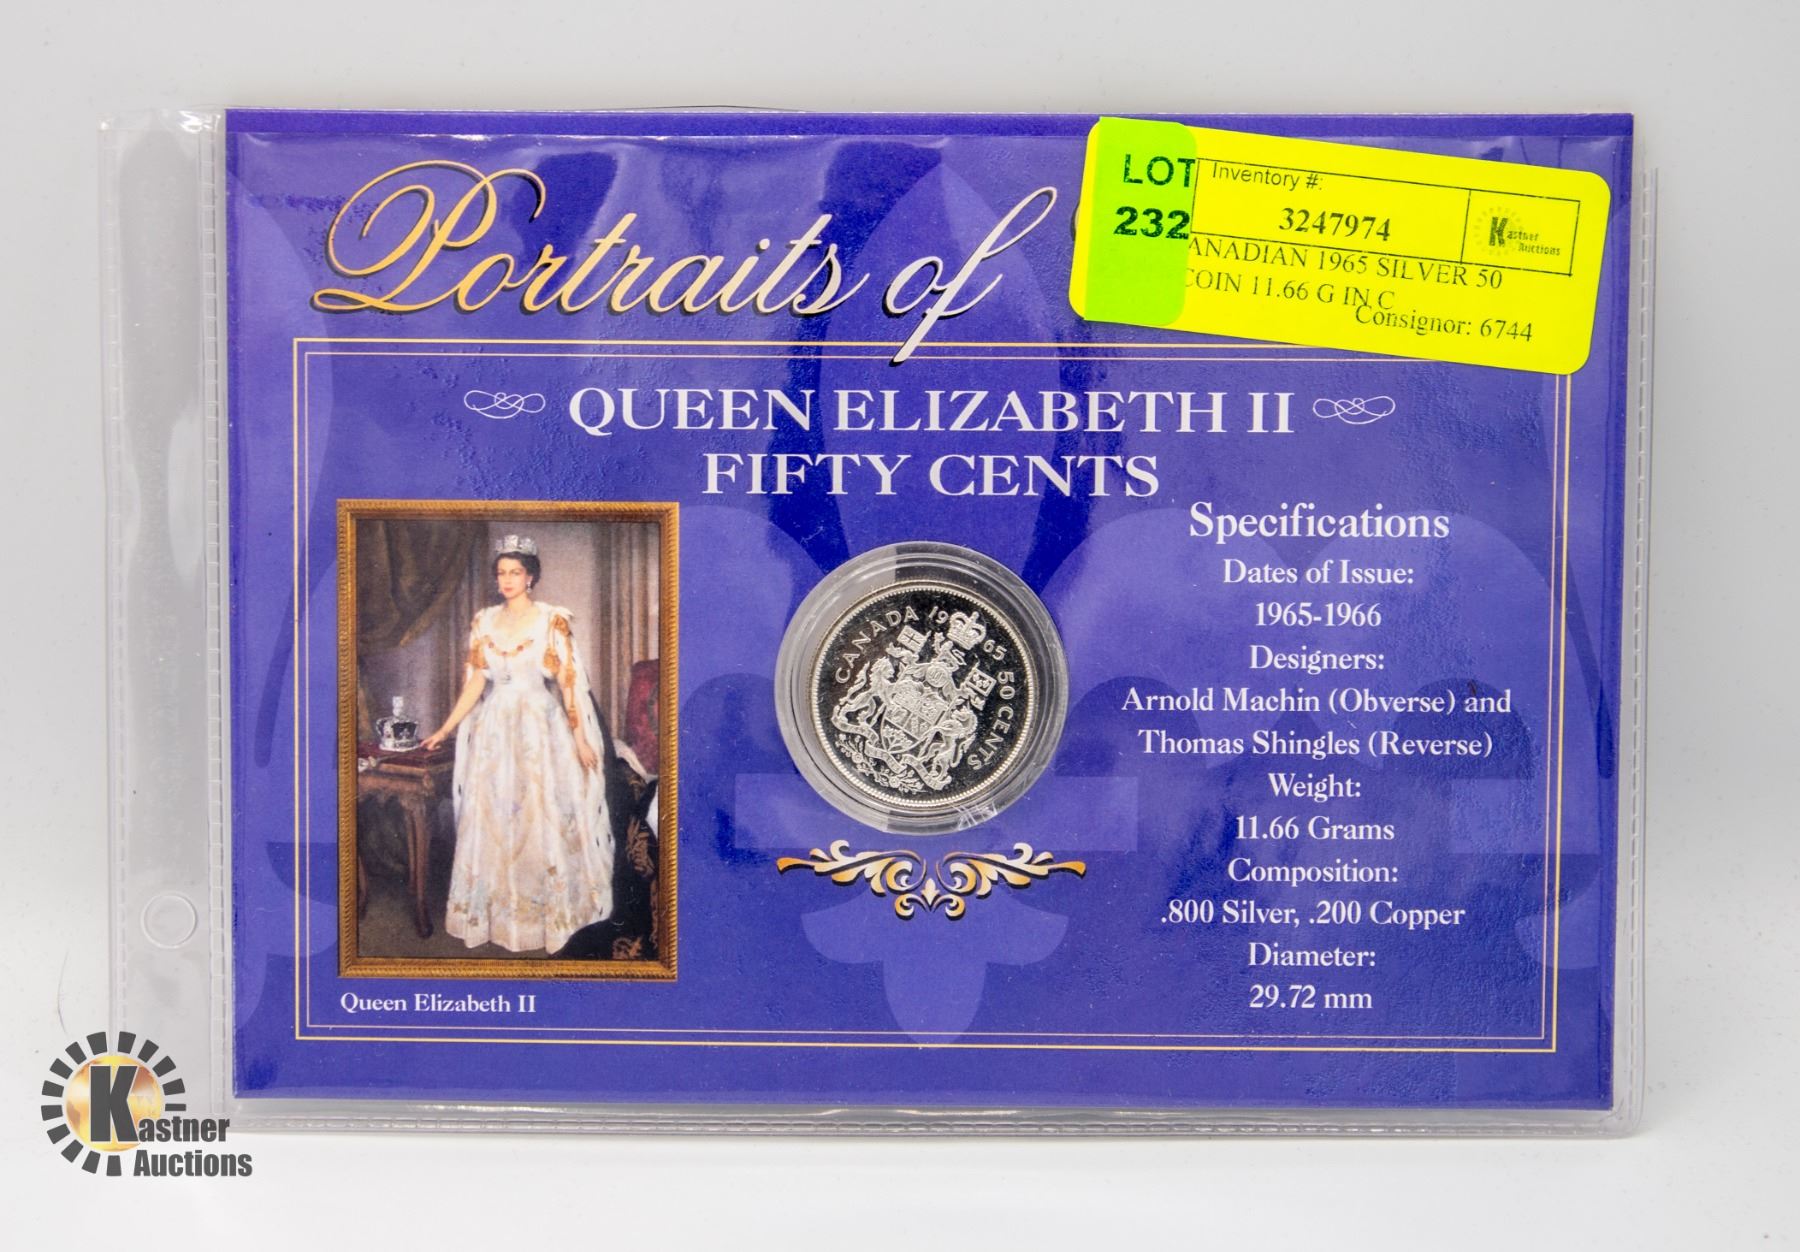 Portraits of
LOT
232
Inventory #:
3247974
Kastner
Auctions
ANADIAN 1965 SILVER 50
COIN 11.66 G IN C
Consignor: 6744
QUEEN ELIZABETH II
FIFTY CENTS
Specifications
Dates of Issue:
1965-1966
Designers:
Arnold Machin (Obverse) and
Thomas Shingles (Reverse)
Weight:
11.66 Grams
Composition:
.800 Silver, .200 Copper
Diameter:
29.72 mm
CANADA 1965 50 CENTS
Queen Elizabeth II
Kastner
Auctions